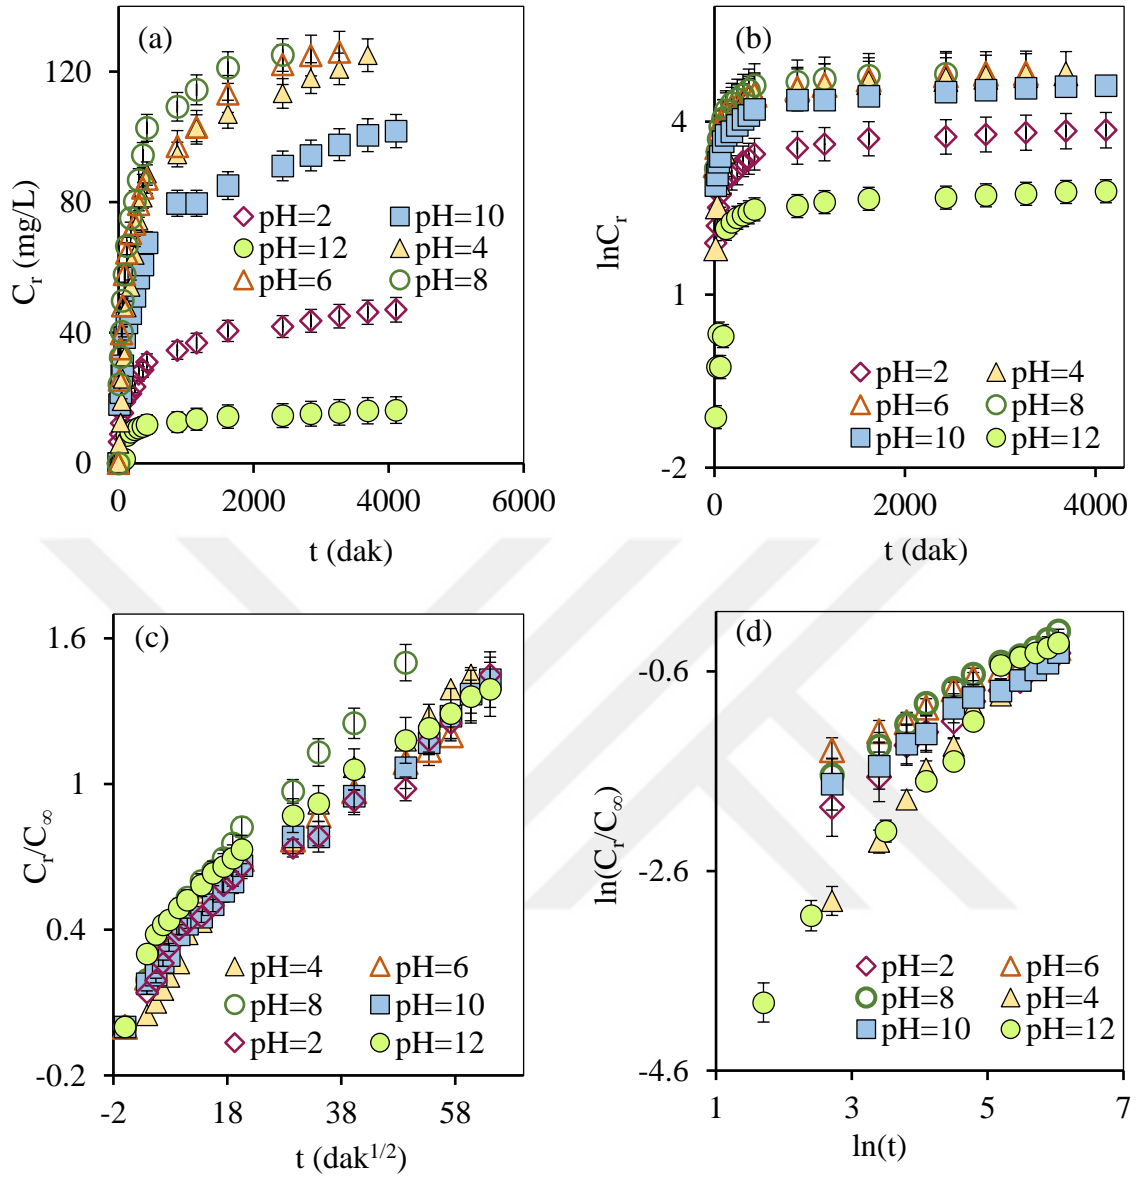 (a)
120
80
40
0
0
2000
4000
6000
C_r (mg/L)
t (dak)
pH=2
pH=10
pH=12
pH=4
pH=6
pH=8
(b)
4
1
-2
0
2000
4000
lnC_r
t (dak)
pH=2
pH=4
pH=6
pH=8
pH=10
pH=12
(c)
1.6
1
0.4
-0.2
-2
18
38
58
C_r/C_∞
t (dak^1/2)
pH=4
pH=6
pH=8
pH=10
pH=2
pH=12
(d)
-0.6
-2.6
-4.6
1
3
5
7
ln(C_r/C_∞)
ln(t)
pH=2
pH=6
pH=8
pH=4
pH=10
pH=12